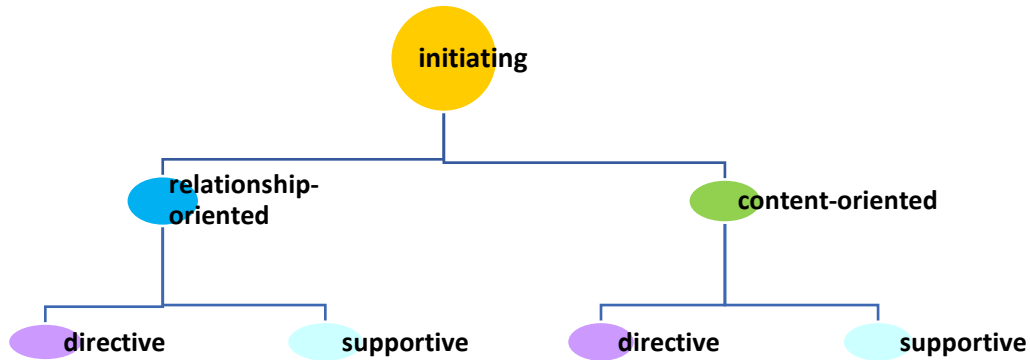 initiating
relationship-
oriented
content-oriented
directive
supportive
directive
supportive